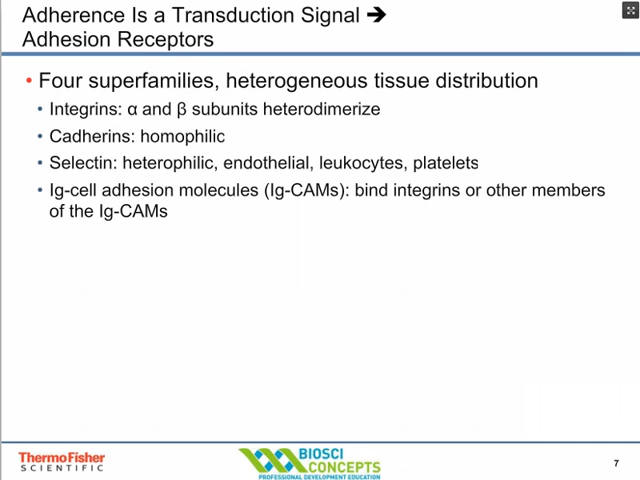 Adherence Is a Transduction Signal ➔
Adhesion Receptors
• Four superfamilies, heterogeneous tissue distribution
• Integrins: α and β subunits heterodimerize
• Cadherins: homophilic
• Selectin: heterophilic, endothelial, leukocytes, platelets
• Ig-cell adhesion molecules (Ig-CAMs): bind integrins or other members
of the Ig-CAMs
ThermoFisher
SCIENTIFIC
BIOSCI
CONCEPTS
PROFESSIONAL DEVELOPMENT EDUCATION
7